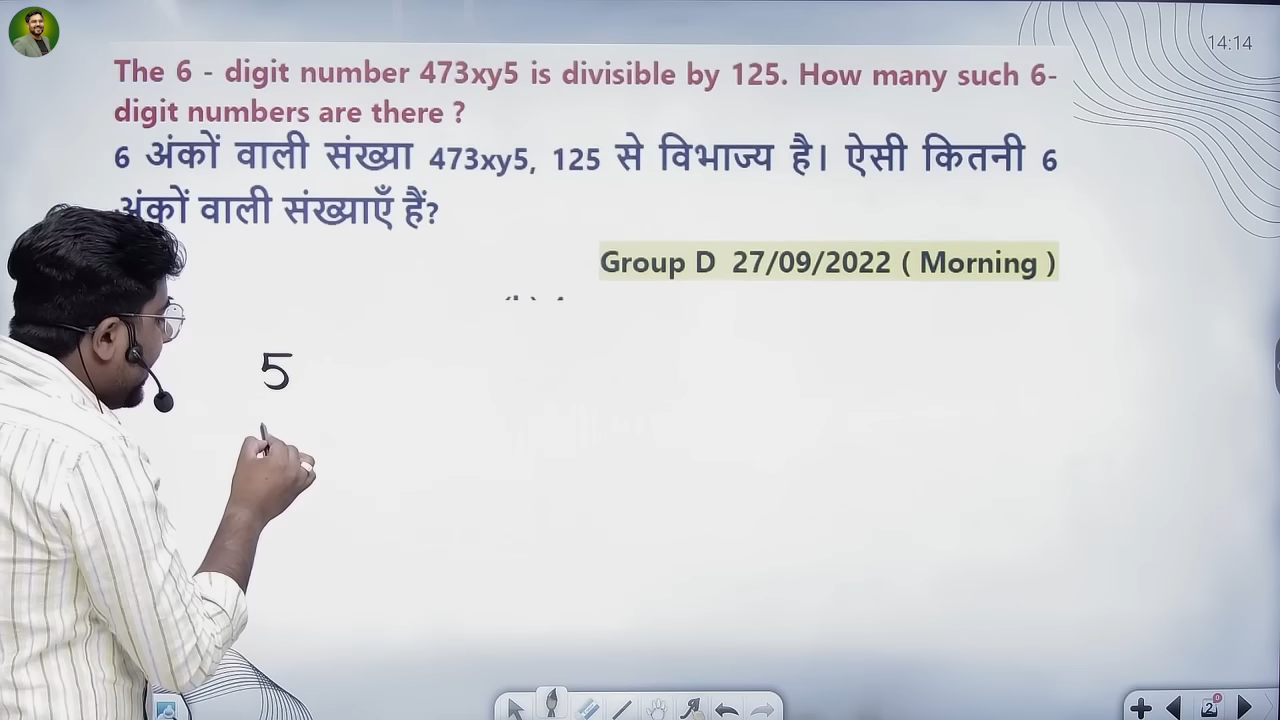 14:14
The 6 - digit number 473xy5 is divisible by 125. How many such 6-
digit numbers are there ?
6 अंकों वाली संख्या 473xy5, 125 से विभाज्य है। ऐसी कितनी 6
अंकों वाली संख्याएँ हैं?
Group D 27/09/2022 ( Morning )
5
2